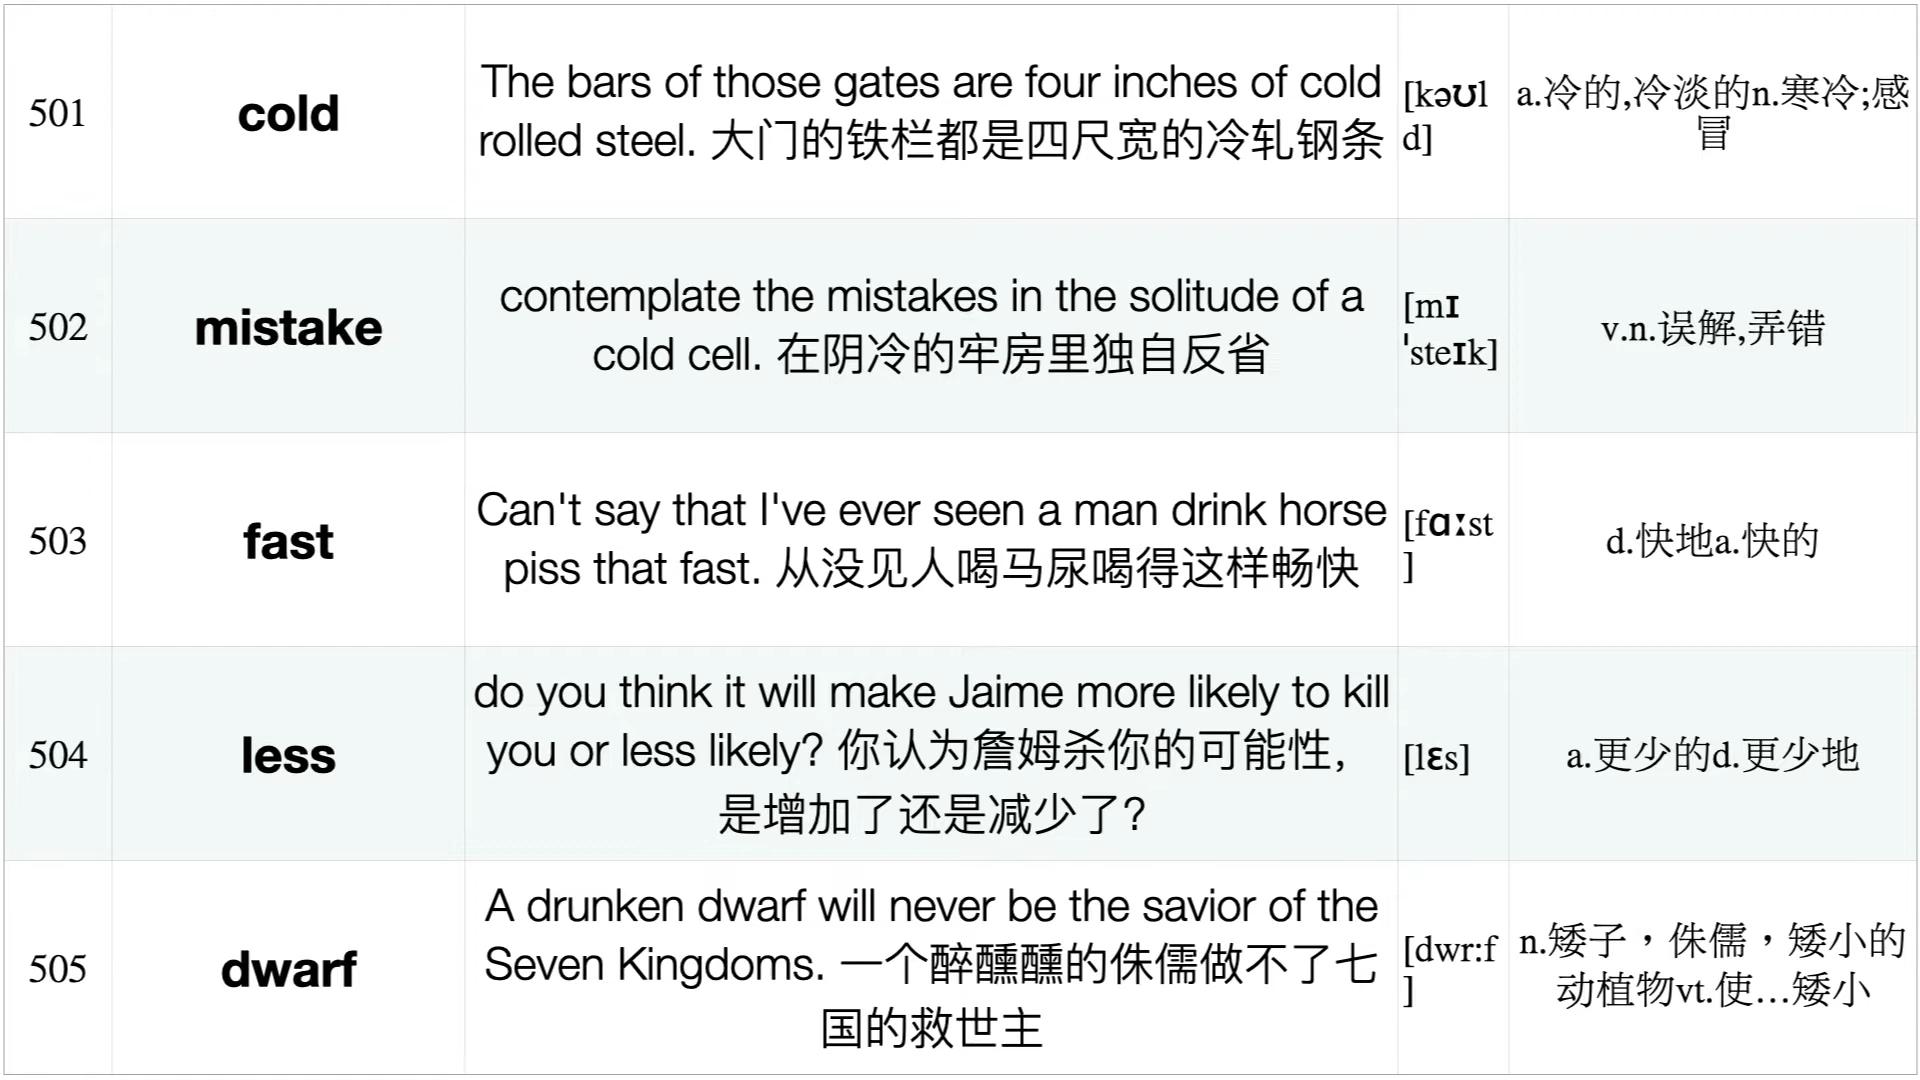 501
cold
The bars of those gates are four inches of cold
rolled steel. 大门的铁栏都是四尺宽的冷轧钢条
[kəʊl
d]
a.冷的,冷淡的n.寒冷;感
冒
502
mistake
contemplate the mistakes in the solitude of a
cold cell. 在阴冷的牢房里独自反省
[mɪ
ˈsteɪk]
v.n.误解,弄错
503
fast
Can't say that I've ever seen a man drink horse
piss that fast. 从没见人喝马尿喝得这样畅快
[fɑːst
]
d.快地a.快的
504
less
do you think it will make Jaime more likely to kill
you or less likely? 你认为詹姆杀你的可能性，
是增加了还是减少了?
[lɛs]
a.更少的d.更少地
505
dwarf
A drunken dwarf will never be the savior of the
Seven Kingdoms. 一个醉醺醺的侏儒做不了七
国的救世主
[dwr:f
]
n.矮子，侏儒，矮小的
动植物vt.使…矮小